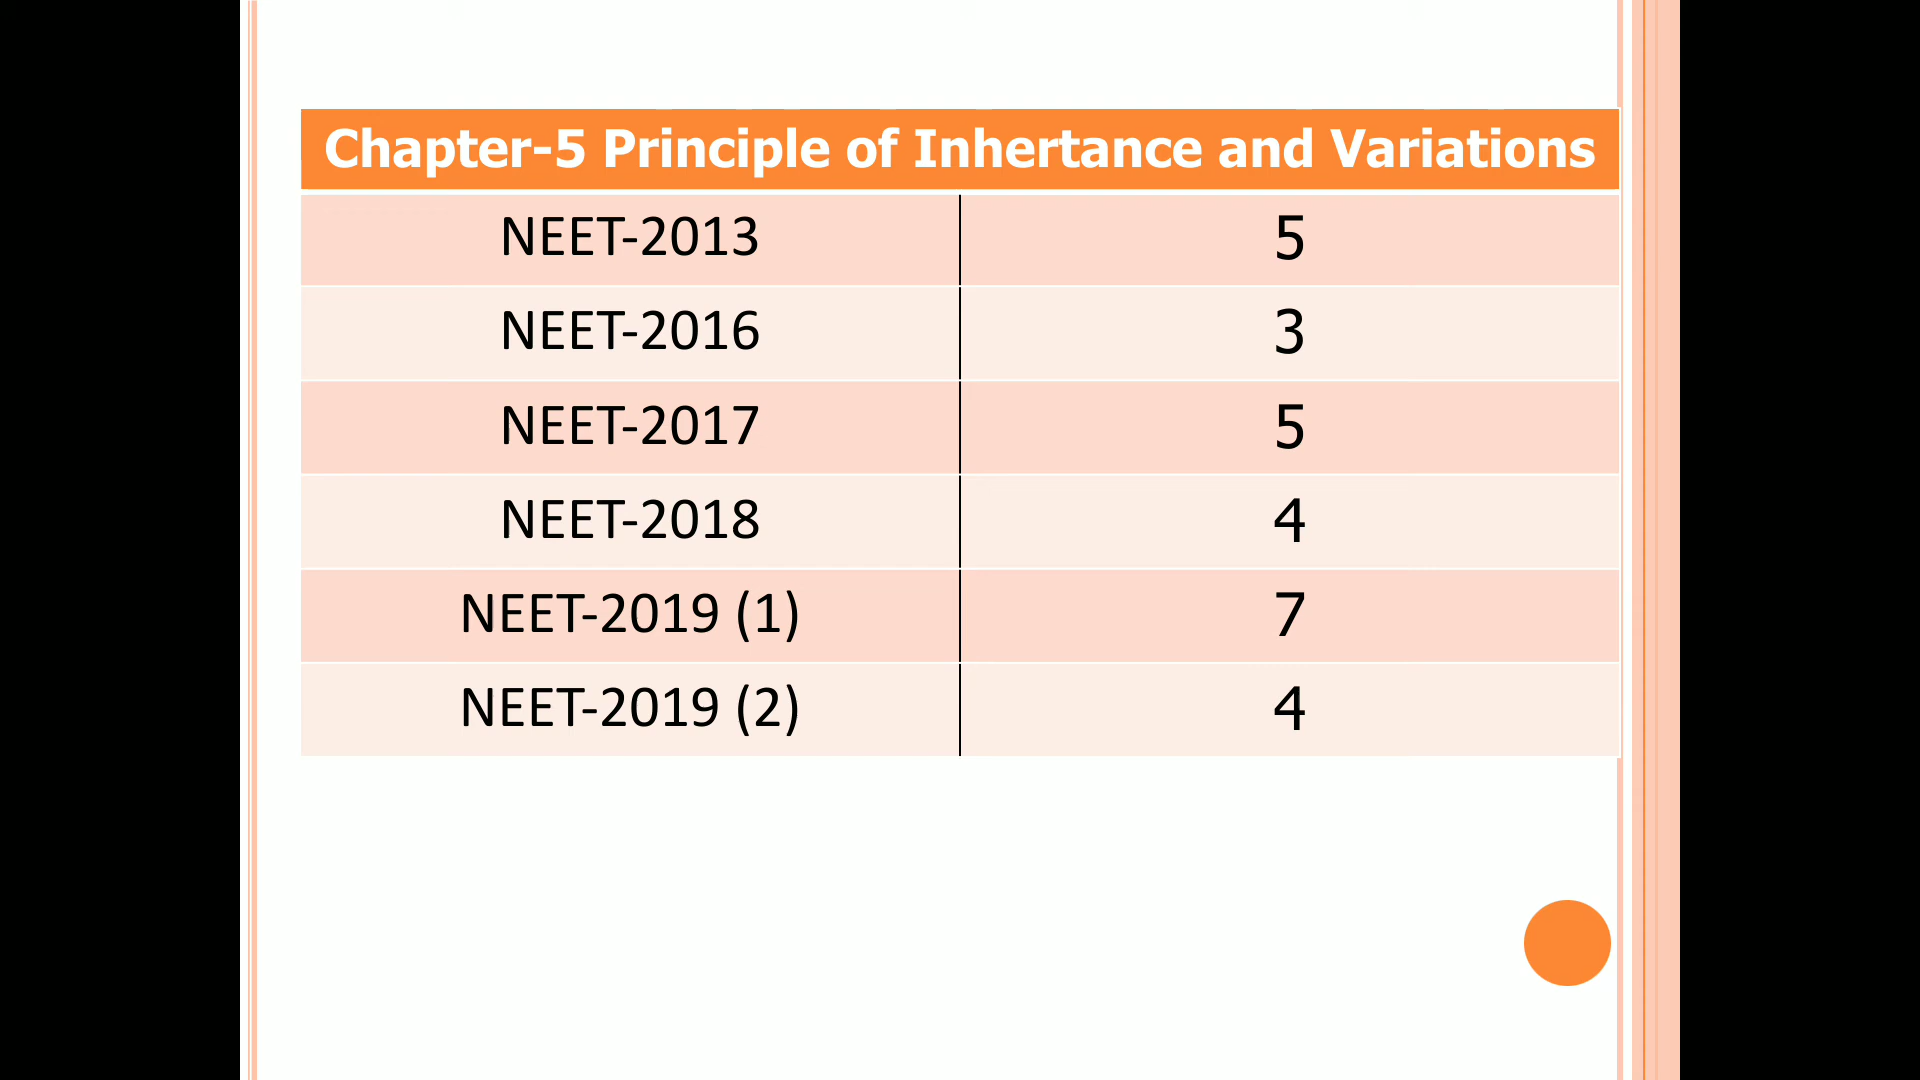 Chapter-5 Principle of Inhertance and Variations
NEET-2013 5
NEET-2016 3
NEET-2017 5
NEET-2018 4
NEET-2019 (1) 7
NEET-2019 (2) 4